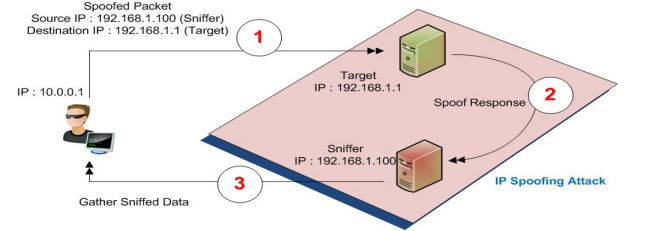 Spoofed Packet
Source IP : 192.168.1.100 (Sniffer)
Destination IP : 192.168.1.1 (Target)
1
IP : 10.0.0.1
Target
IP : 192.168.1.1
Spoof Response
2
Sniffer
IP : 192.168.1.100
3
IP Spoofing Attack
Gather Sniffed Data